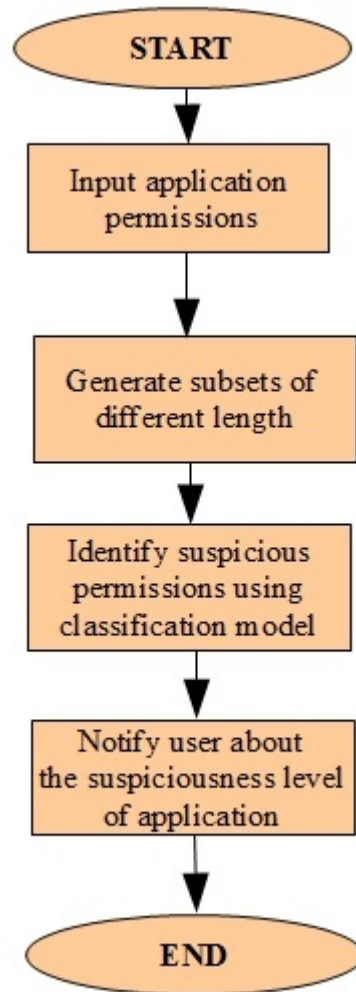 START
Input application
permissions
Generate subsets of
different length
Identify suspicious
permissions using
classification model
Notify user about
the suspiciousness level
of application
END